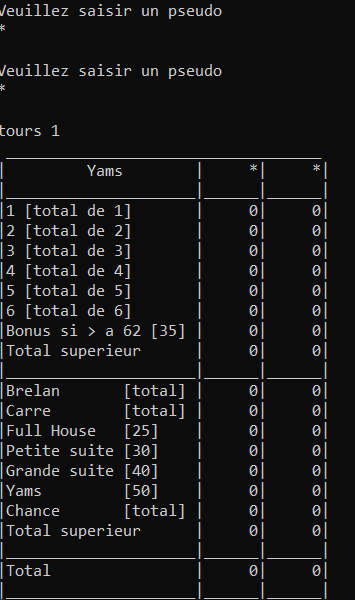 Veuillez saisir un pseudo
*
Veuillez saisir un pseudo
*
tours 1
| Yams | *| *|
|1 [total de 1] | 0| 0|
|2 [total de 2] | 0| 0|
|3 [total de 3] | 0| 0|
|4 [total de 4] | 0| 0|
|5 [total de 5] | 0| 0|
|6 [total de 6] | 0| 0|
|Bonus si > a 62 [35] | 0| 0|
|Total superieur | 0| 0|
|Brelan [total] | 0| 0|
|Carre [total] | 0| 0|
|Full House [25] | 0| 0|
|Petite suite [30] | 0| 0|
|Grande suite [40] | 0| 0|
|Yams [50] | 0| 0|
|Chance [total] | 0| 0|
|Total superieur | 0| 0|
|Total | 0| 0|